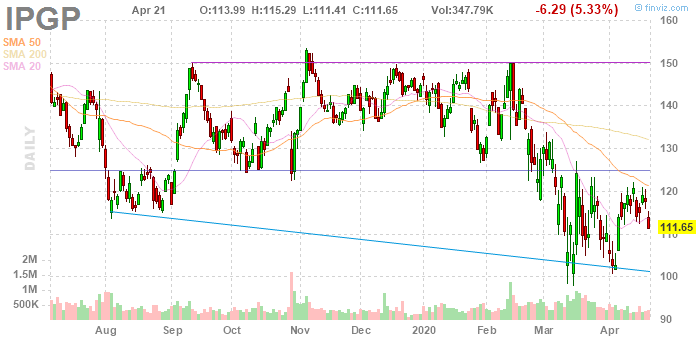 IPGP
Apr 21 O:113.99 H:115.29 L:111.41 C:111.65 Vol:347.79K -6.29 (5.33%)
© finviz.com
SMA 50
SMA 200
SMA 20
DAILY
160
150
140
130
120
111.65
110
100
90
2M
1.5M
1M
500K
Aug Sep Oct Nov Dec 2020 Feb Mar Apr